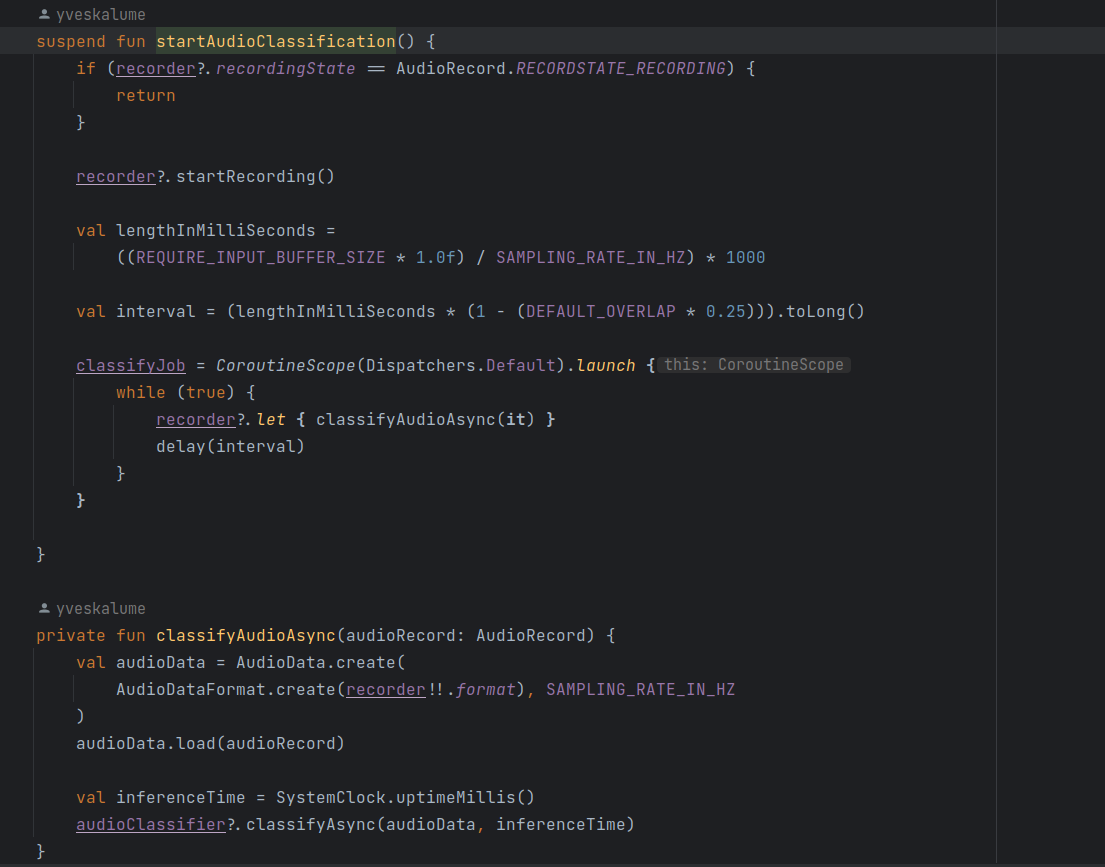 yveskalume
suspend fun startAudioClassification() {
    if (recorder?.recordingState == AudioRecord.RECORDSTATE_RECORDING) {
        return
    }

    recorder?.startRecording()

    val lengthInMilliSeconds =
        ((REQUIRE_INPUT_BUFFER_SIZE * 1.0f) / SAMPLING_RATE_IN_HZ) * 1000

    val interval = (lengthInMilliSeconds * (1 - (DEFAULT_OVERLAP * 0.25))).toLong()

    classifyJob = CoroutineScope(Dispatchers.Default).launch { this: CoroutineScope
        while (true) {
            recorder?.let { classifyAudioAsync(it) }
            delay(interval)
        }
    }

}

yveskalume
private fun classifyAudioAsync(audioRecord: AudioRecord) {
    val audioData = AudioData.create(
        AudioDataFormat.create(recorder!!.format), SAMPLING_RATE_IN_HZ
    )
    audioData.load(audioRecord)

    val inferenceTime = SystemClock.uptimeMillis()
    audioClassifier?.classifyAsync(audioData, inferenceTime)
}